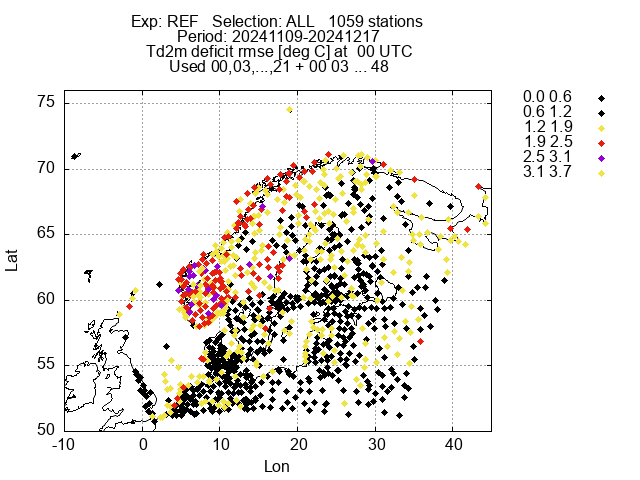 Exp: REF   Selection: ALL   1059 stations
Period: 20241109-20241217
Td2m deficit rmse [deg C] at  00 UTC
Used 00,03,...,21 + 00 03 ... 48
0.0 0.6
0.6 1.2
1.2 1.9
1.9 2.5
2.5 3.1
3.1 3.7
75
70
65
60
55
50
Lat
-10 0 10 20 30 40
Lon